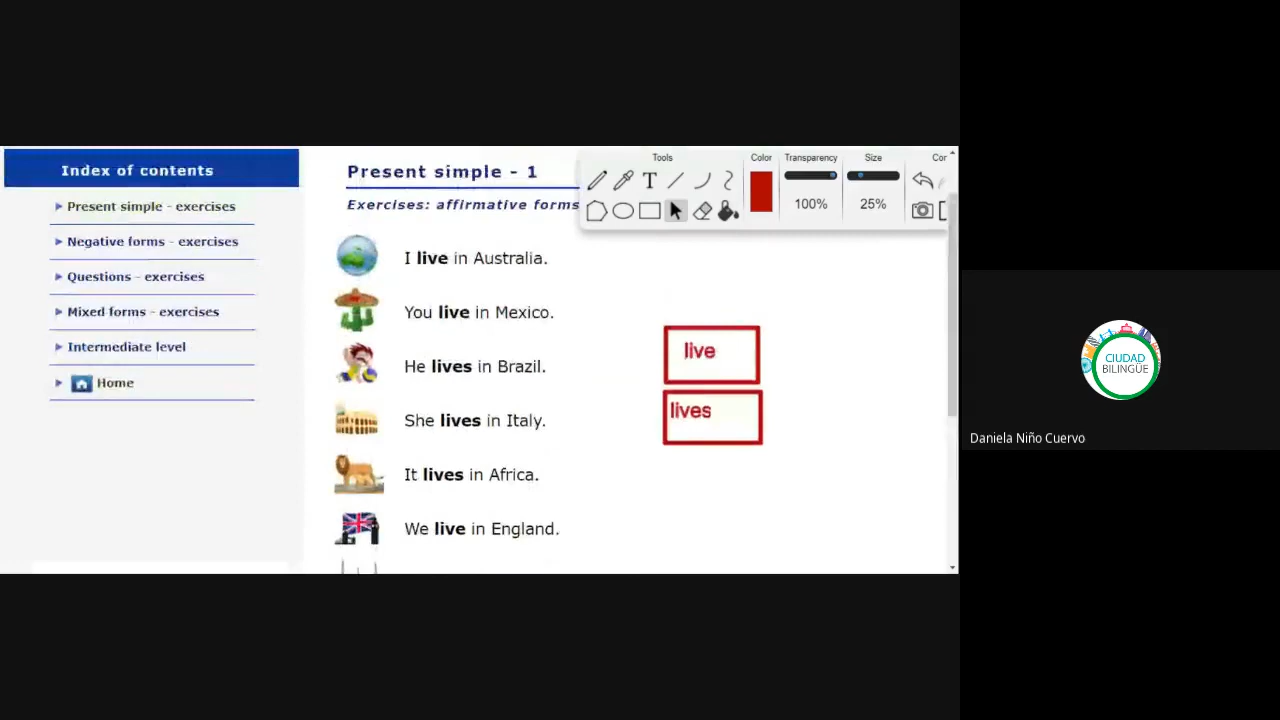 Index of contents
Present simple - exercises
Negative forms - exercises
Questions - exercises
Mixed forms - exercises
Intermediate level
Home
Present simple - 1
Exercises: affirmative forms
I live in Australia.
You live in Mexico.
He lives in Brazil.
She lives in Italy.
It lives in Africa.
We live in England.
live
lives
Tools
T
Color
Transparency
100%
Size
25%
Cor
CIUDAD
BILINGÜE
Daniela Niño Cuervo